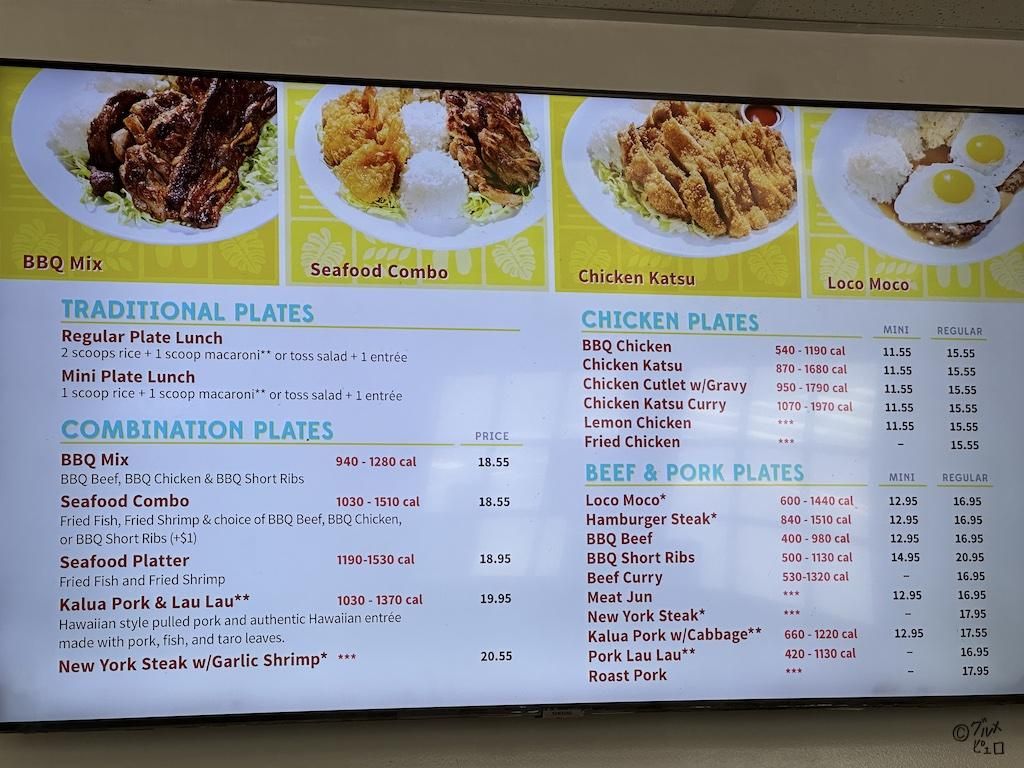 BBQ Mix
Seafood Combo
Chicken Katsu
Loco Moco
TRADITIONAL PLATES
Regular Plate Lunch
2 scoops rice + 1 scoop macaroni** or toss salad + 1 entrée
Mini Plate Lunch
1 scoop rice + 1 scoop macaroni** or toss salad + 1 entrée
COMBINATION PLATES PRICE
BBQ Mix 940 - 1280 cal 18.55
BBQ Beef, BBQ Chicken & BBQ Short Ribs
Seafood Combo 1030 - 1510 cal 18.55
Fried Fish, Fried Shrimp & choice of BBQ Beef, BBQ Chicken,
or BBQ Short Ribs (+$1)
Seafood Platter 1190-1530 cal 18.95
Fried Fish and Fried Shrimp
Kalua Pork & Lau Lau** 1030 - 1370 cal 19.95
Hawaiian style pulled pork and authentic Hawaiian entrée
made with pork, fish, and taro leaves.
New York Steak w/Garlic Shrimp* *** 20.55
CHICKEN PLATES MINI REGULAR
BBQ Chicken 540 - 1190 cal 11.55 15.55
Chicken Katsu 870 - 1680 cal 11.55 15.55
Chicken Cutlet w/Gravy 950 - 1790 cal 11.55 15.55
Chicken Katsu Curry 1070 - 1970 cal 11.55 15.55
Lemon Chicken *** 11.55 15.55
Fried Chicken *** – 15.55
BEEF & PORK PLATES MINI REGULAR
Loco Moco* 600 - 1440 cal 12.95 16.95
Hamburger Steak* 840 - 1510 cal 12.95 16.95
BBQ Beef 400 - 980 cal 12.95 16.95
BBQ Short Ribs 500 - 1130 cal 14.95 20.95
Beef Curry 530-1320 cal – 16.95
Meat Jun *** 12.95 16.95
New York Steak* *** – 17.95
Kalua Pork w/Cabbage** 660 - 1220 cal 12.95 17.55
Pork Lau Lau** 420 - 1130 cal – 16.95
Roast Pork *** – 17.95
©グルメ
ピエロ